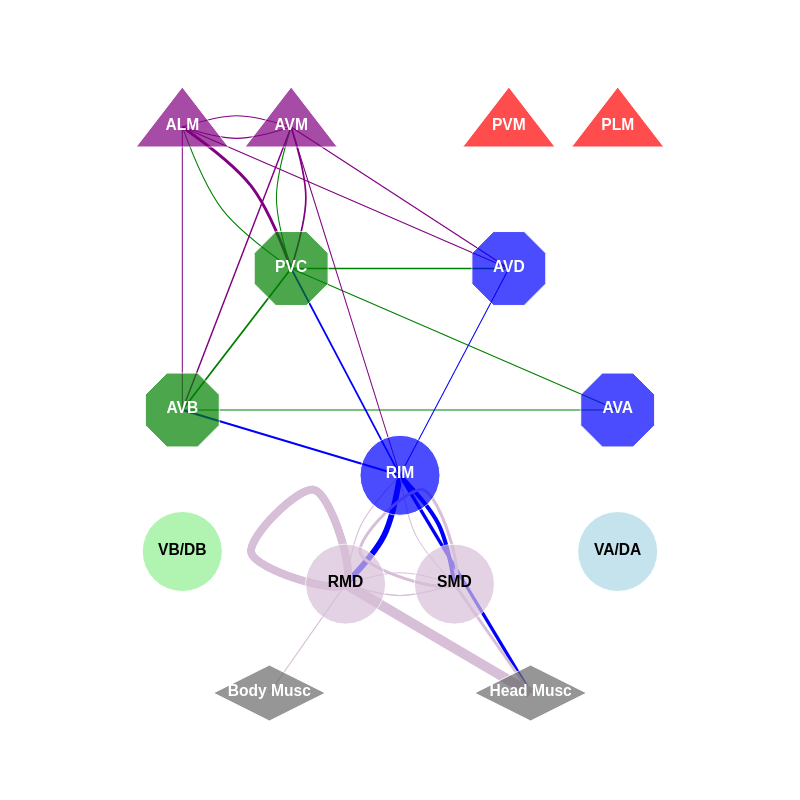 ALM AVM PVM PLM
PVC AVD
AVB AVA
RIM
VB/DB VA/DA
RMD SMD
Body Musc Head Musc